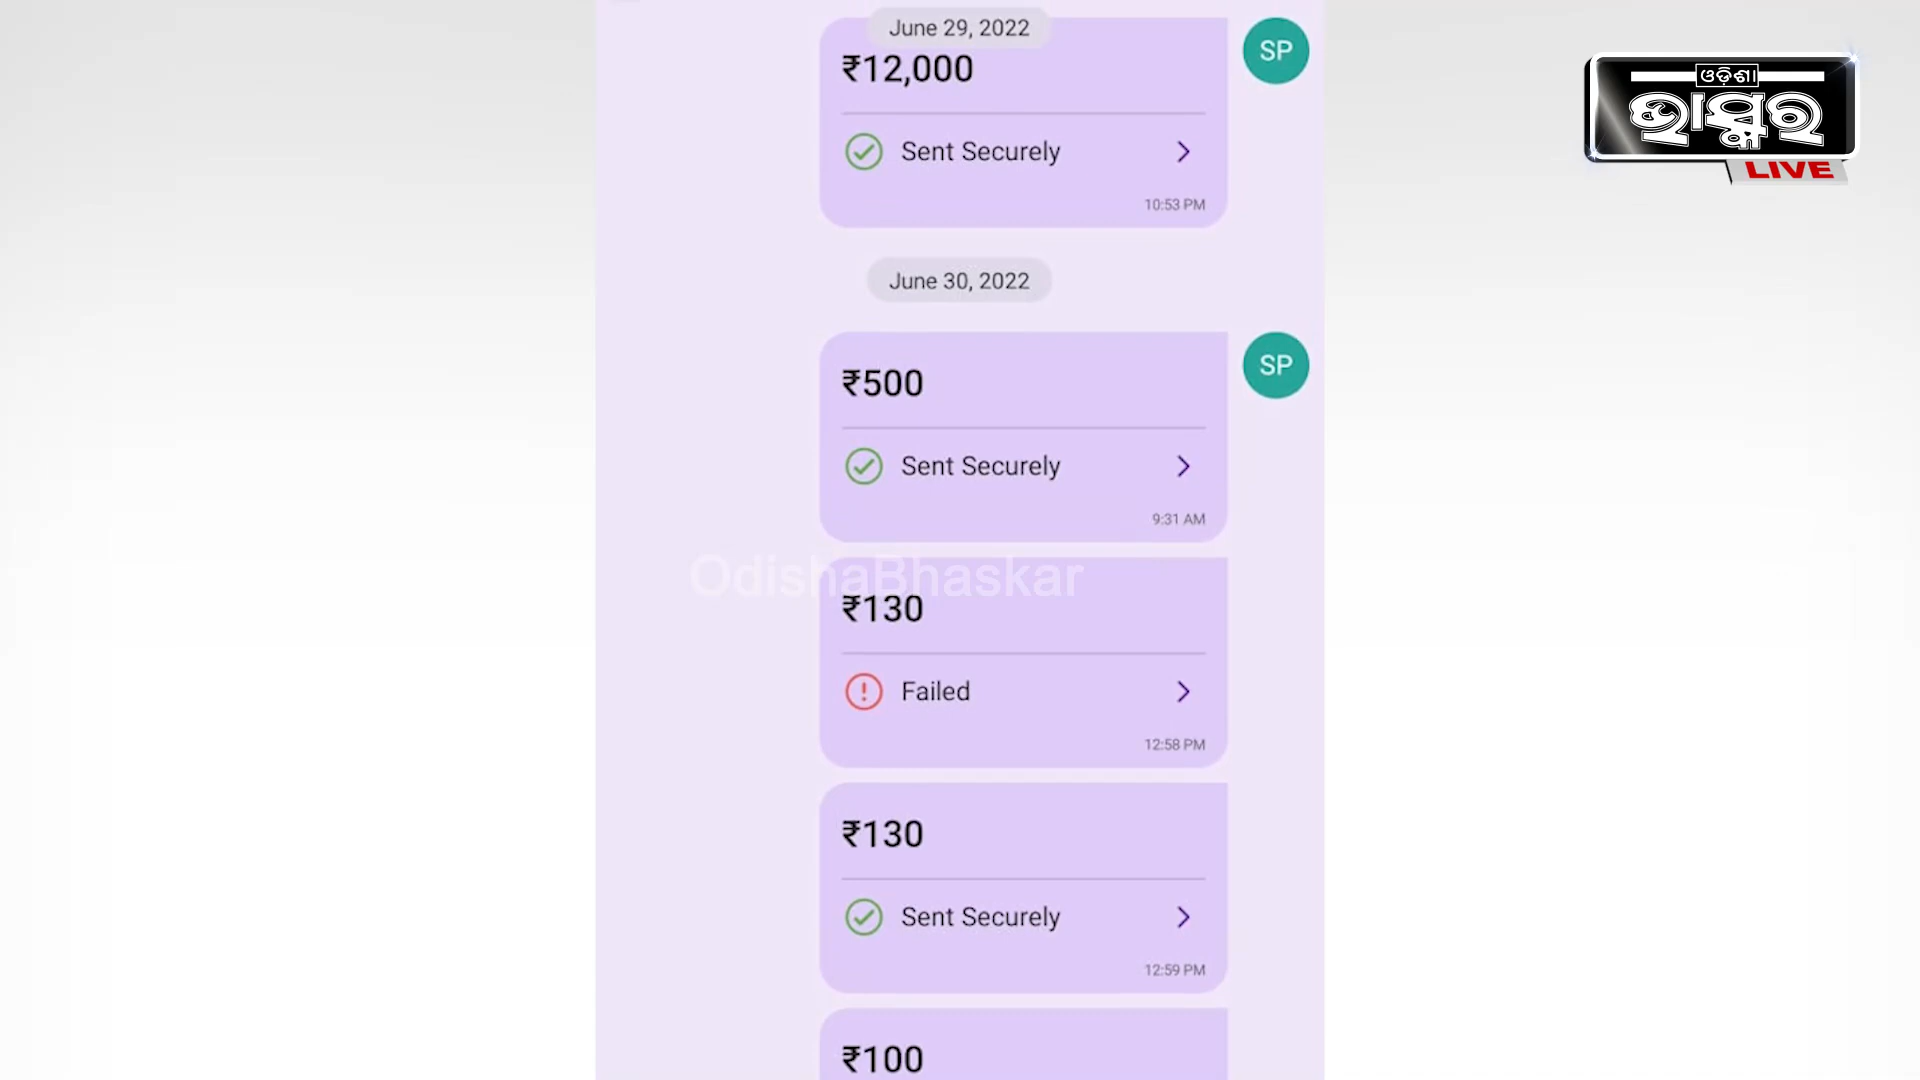 June 29, 2022
₹12,000
SP
Sent Securely
10:53 PM
June 30, 2022
₹500
SP
Sent Securely
9:31 AM
OdishaBhaskar
₹130
Failed
12:58 PM
₹130
Sent Securely
12:59 PM
₹100
ଓଡ଼ିଶା
ଭାସ୍କର
LIVE